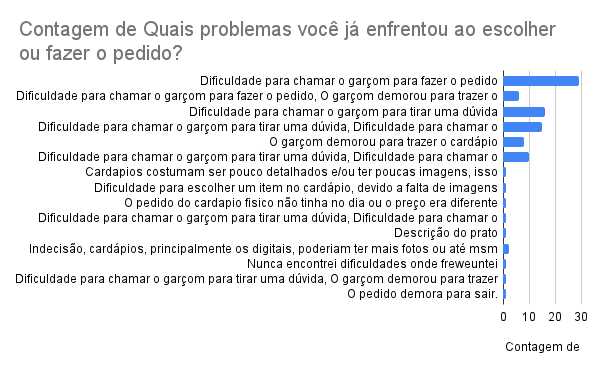 Contagem de Quais problemas você já enfrentou ao escolher
ou fazer o pedido?
Dificuldade para chamar o garçom para fazer o pedido
Dificuldade para chamar o garçom para fazer o pedido, O garçom demorou para trazer o
Dificuldade para chamar o garçom para tirar uma dúvida
Dificuldade para chamar o garçom para tirar uma dúvida, Dificuldade para chamar o
O garçom demorou para trazer o cardápio
Dificuldade para chamar o garçom para tirar uma dúvida, Dificuldade para chamar o
Cardapios costumam ser pouco detalhados e/ou ter poucas imagens, isso
Dificuldade para escolher um item no cardápio, devido a falta de imagens
O pedido do cardapio fisico não tinha no dia ou o preço era diferente
Dificuldade para chamar o garçom para tirar uma dúvida, Dificuldade para chamar o
Descrição do prato
Indecisão, cardápios, principalmente os digitais, poderiam ter mais fotos ou até msm
Nunca encontrei dificuldades onde freweuntei
Dificuldade para chamar o garçom para tirar uma dúvida, O garçom demorou para trazer
O pedido demora para sair.
0 10 20 30
Contagem de